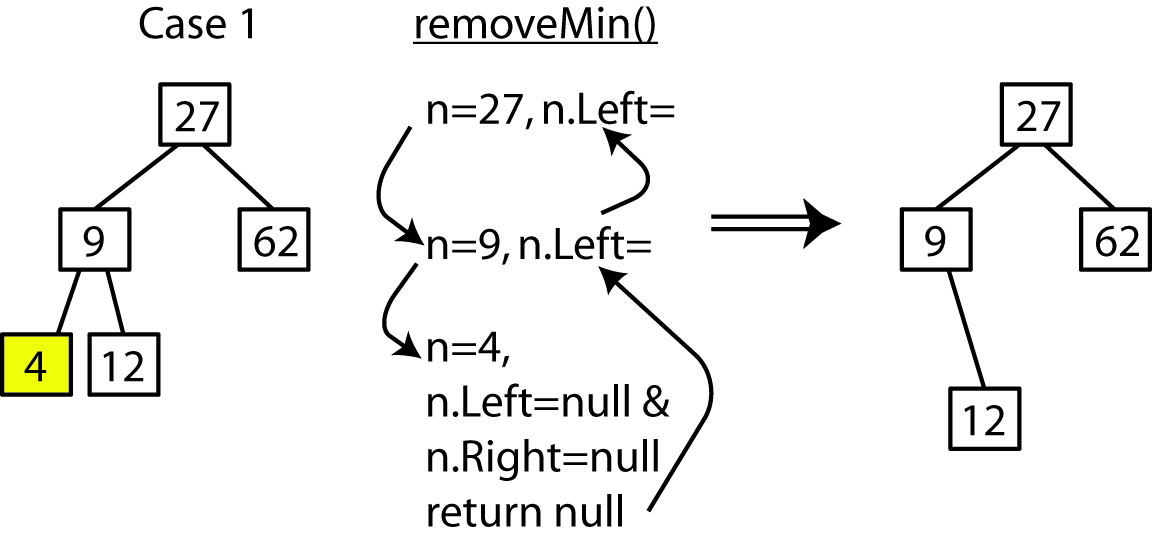 Case 1
removeMin()
27
9
62
4
12
n=27, n.Left=
n=9, n.Left=
n=4,
n.Left=null &
n.Right=null
return null
27
9
62
12